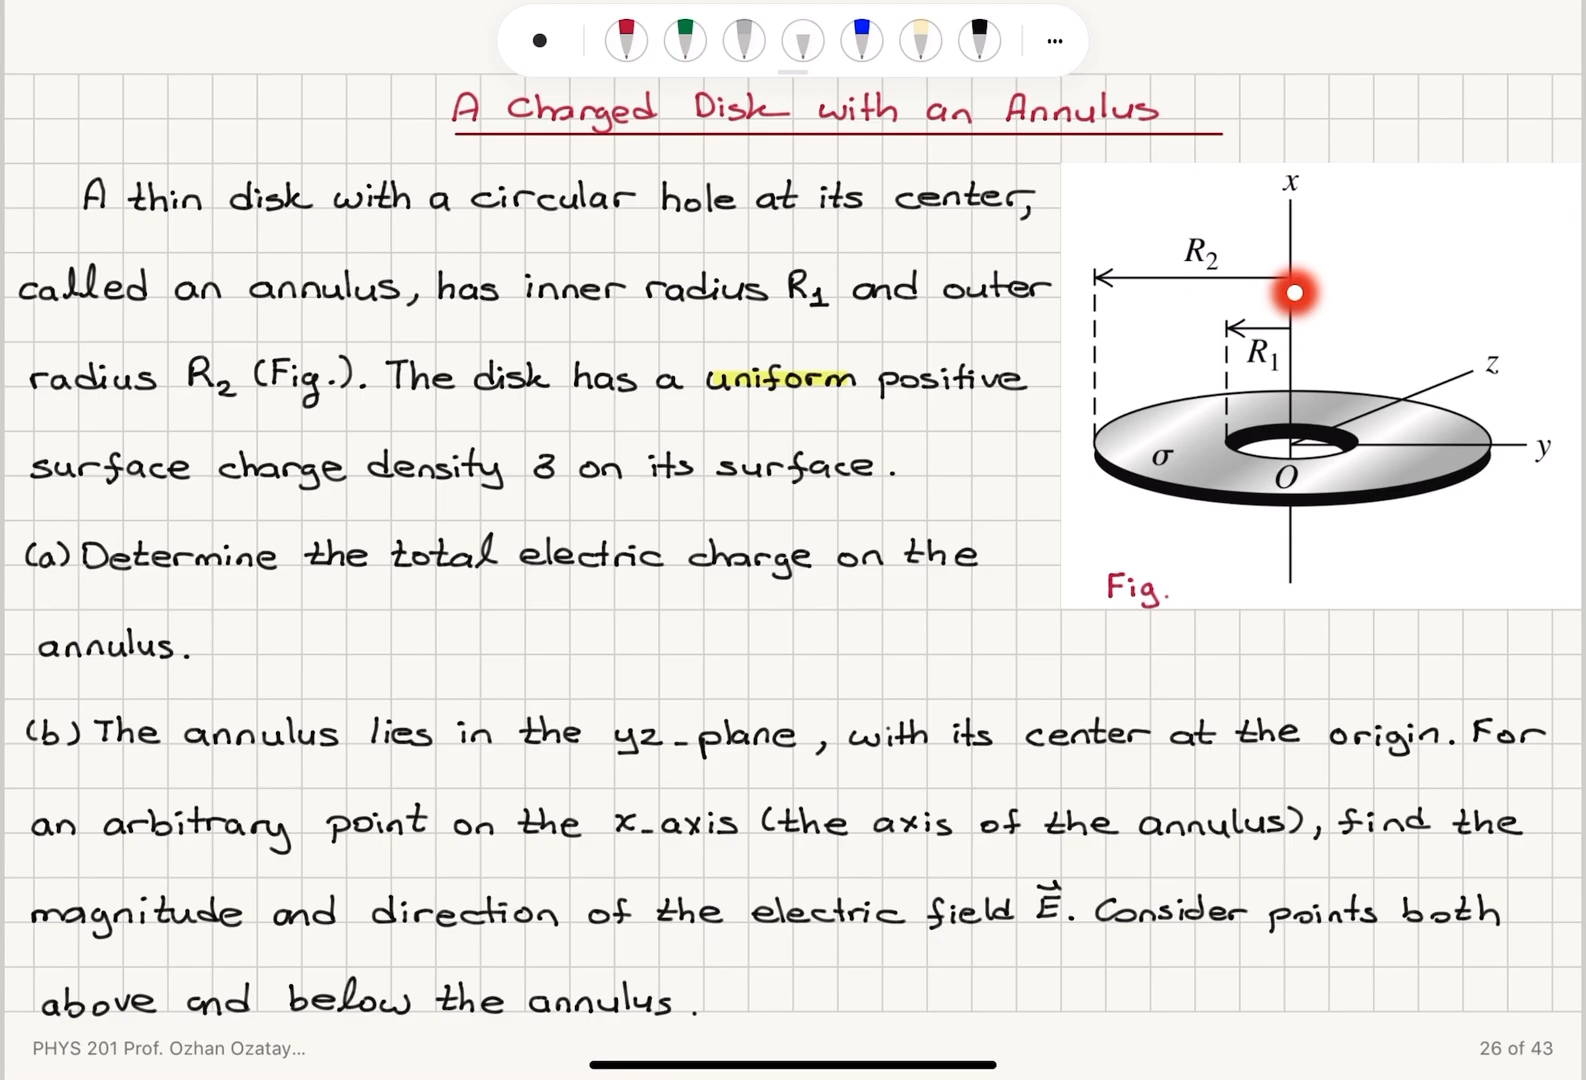 A Charged Disk with an Annulus
A thin disk with a circular hole at its center,
called an annulus, has inner radius R₁ and outer
radius R₂ (Fig.). The disk has a uniform positive
surface charge density σ on its surface.
(a) Determine the total electric charge on the
annulus.
(b) The annulus lies in the yz-plane, with its center at the origin. For
an arbitrary point on the x-axis (the axis of the annulus), find the
magnitude and direction of the electric field E⃗. Consider points both
above and below the annulus.
x
R₂
R₁
z
y
σ
O
Fig.
PHYS 201 Prof. Ozhan Ozatay...
26 of 43